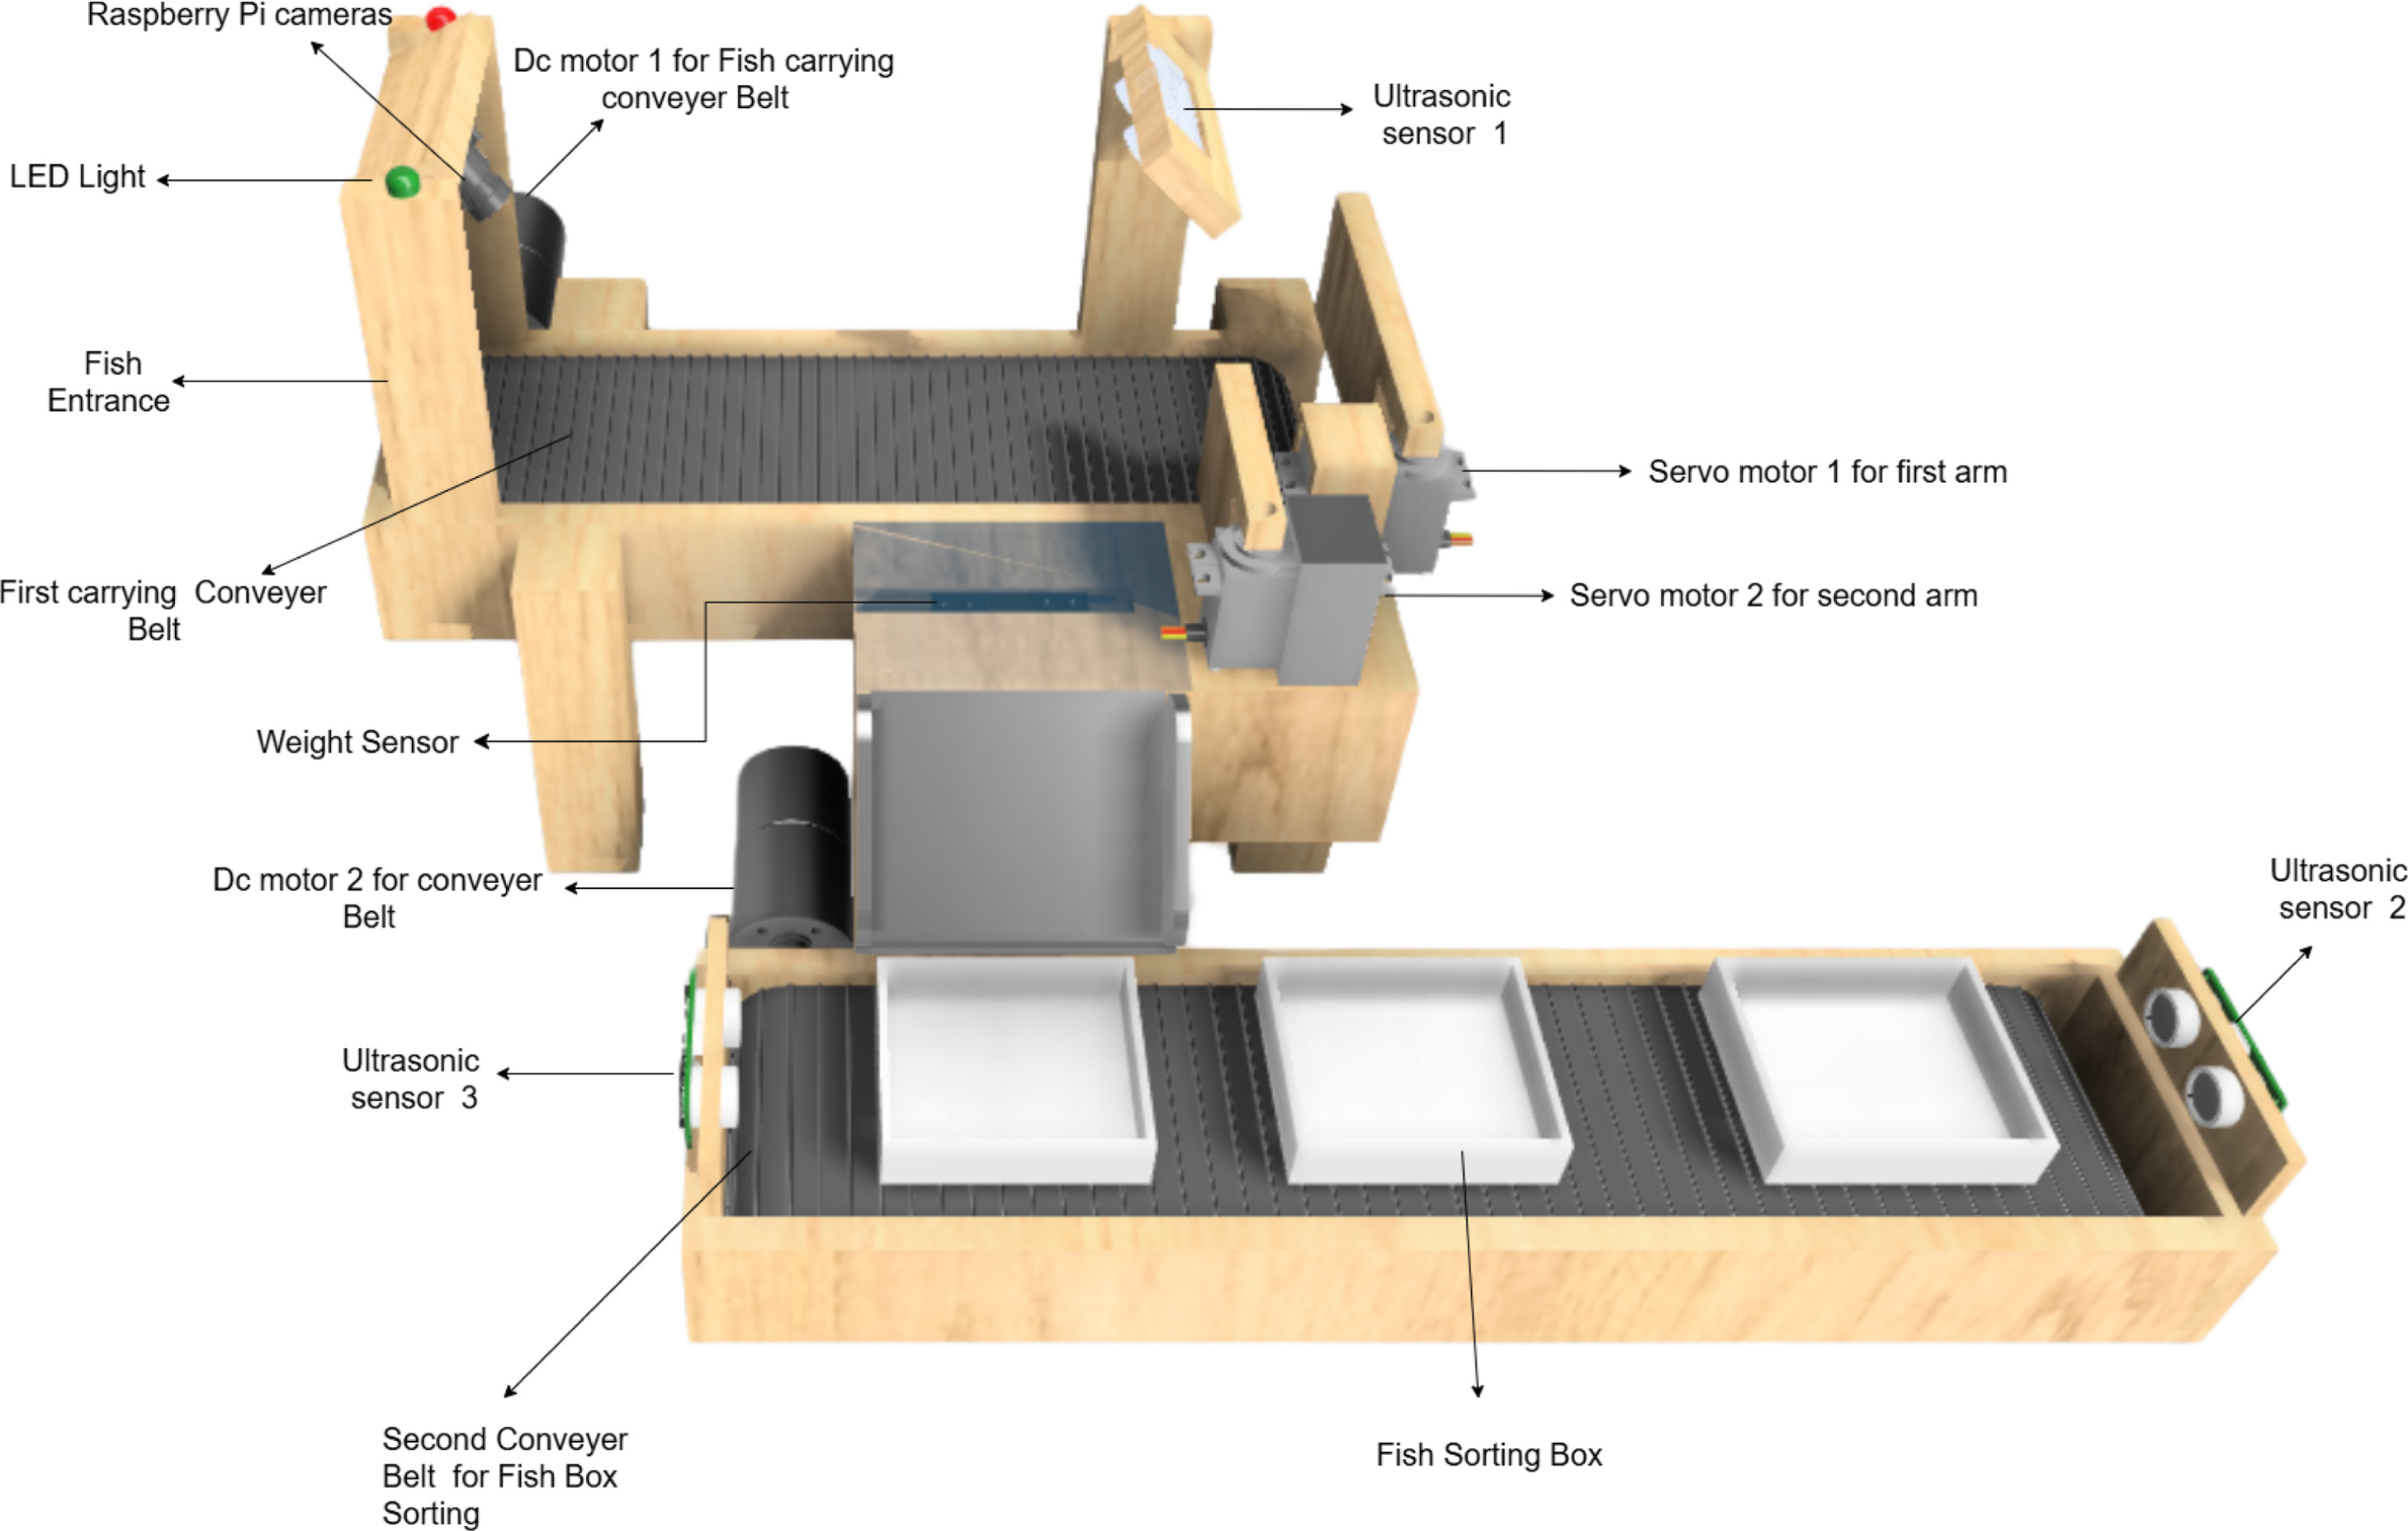 Raspberry Pi cameras
Dc motor 1 for Fish carrying
conveyer Belt
Ultrasonic
sensor 1
LED Light
Fish
Entrance
Servo motor 1 for first arm
First carrying Conveyer
Belt
Servo motor 2 for second arm
Weight Sensor
Dc motor 2 for conveyer
Belt
Ultrasonic
sensor 2
Ultrasonic
sensor 3
Second Conveyer
Belt for Fish Box
Sorting
Fish Sorting Box